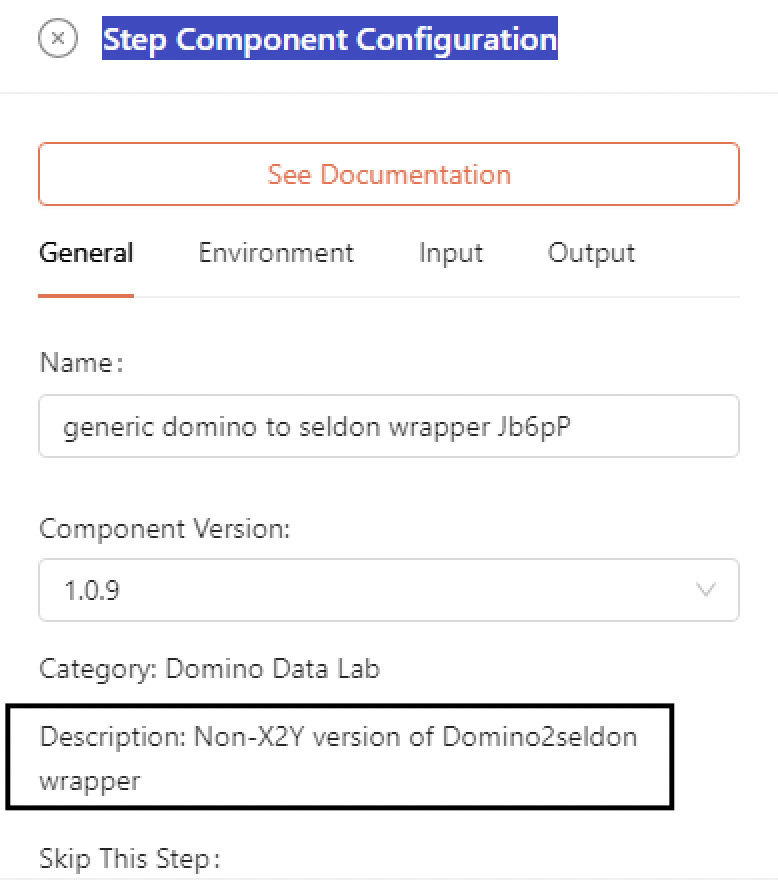 Step Component Configuration
See Documentation
General Environment Input Output
Name:
generic domino to seldon wrapper Jb6pP
Component Version:
1.0.9
Category: Domino Data Lab
Description: Non-X2Y version of Domino2seldon
wrapper
Skip This Step: